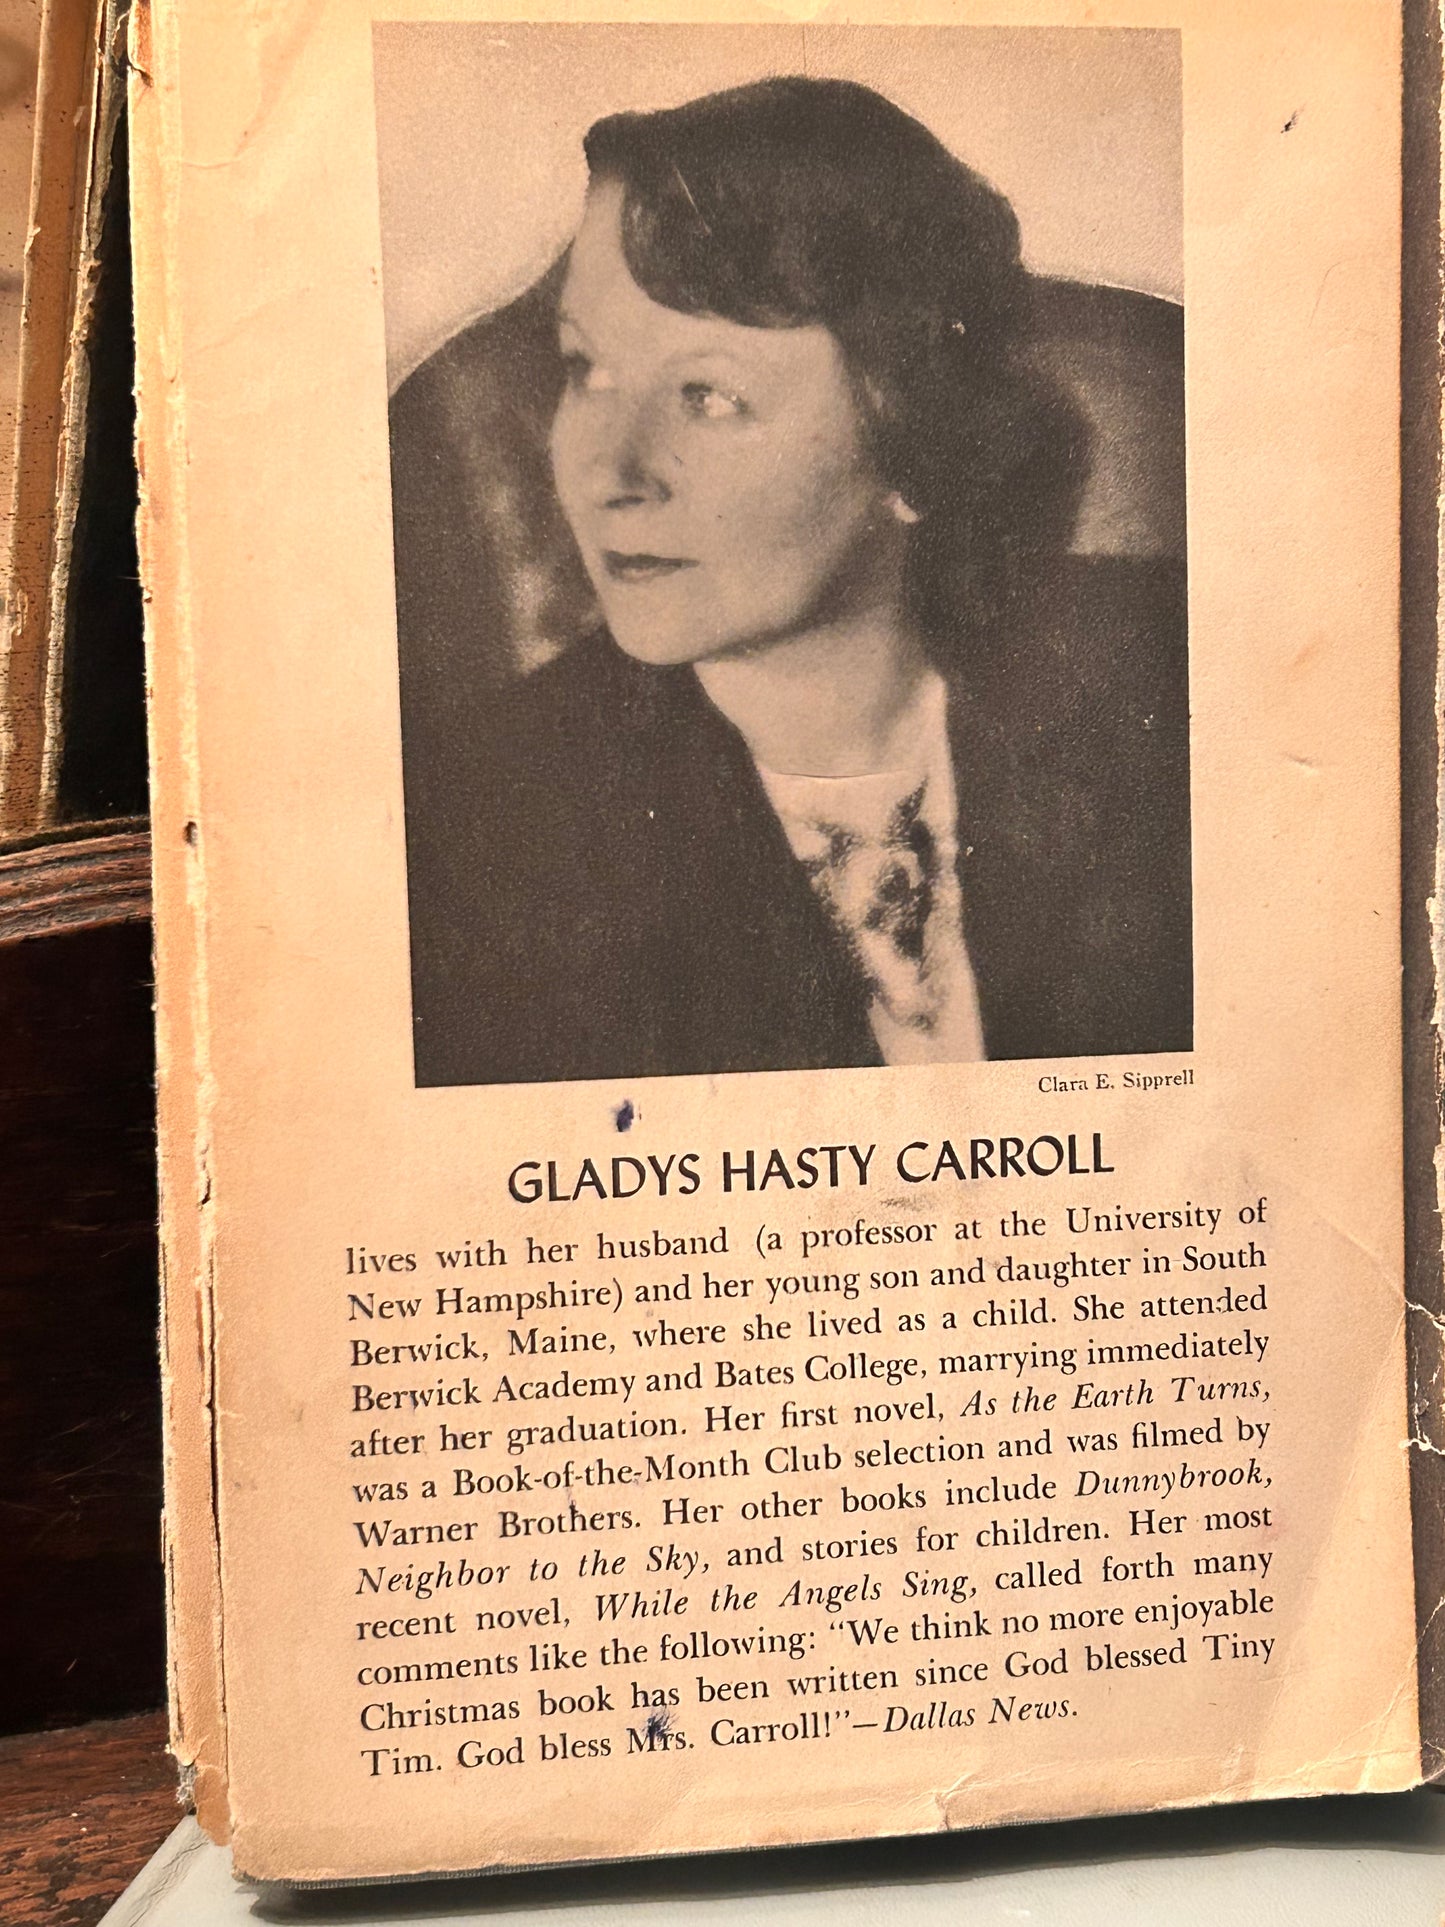 Clara E. Sipprell
GLADYS HASTY CARROLL
lives with her husband (a professor at the University of
New Hampshire) and her young son and daughter in South
Berwick, Maine, where she lived as a child. She attended
Berwick Academy and Bates College, marrying immediately
after her graduation. Her first novel, As the Earth Turns,
was a Book-of-the-Month Club selection and was filmed by
Warner Brothers. Her other books include Dunnybrook,
Neighbor to the Sky, and stories for children. Her most
recent novel, While the Angels Sing, called forth many
comments like the following: "We think no more enjoyable
Christmas book has been written since God blessed Tiny
Tim. God bless Mrs. Carroll!"—Dallas News.